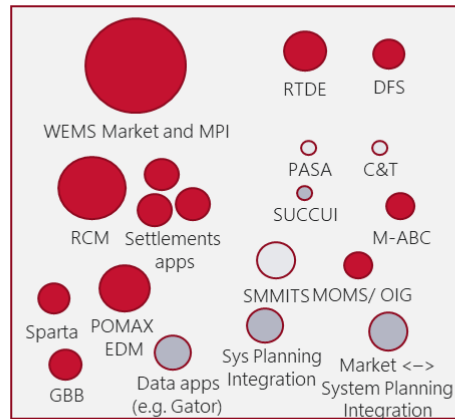 WEMS Market and MPI
RTDE
DFS
PASA
C&T
SUCCUI
RCM
Settlements
apps
M-ABC
SMMITS
MOMS/ OIG
Sparta
POMAX
EDM
GBB
Data apps
(e.g. Gator)
Sys Planning
Integration
Market <–>
System Planning
Integration